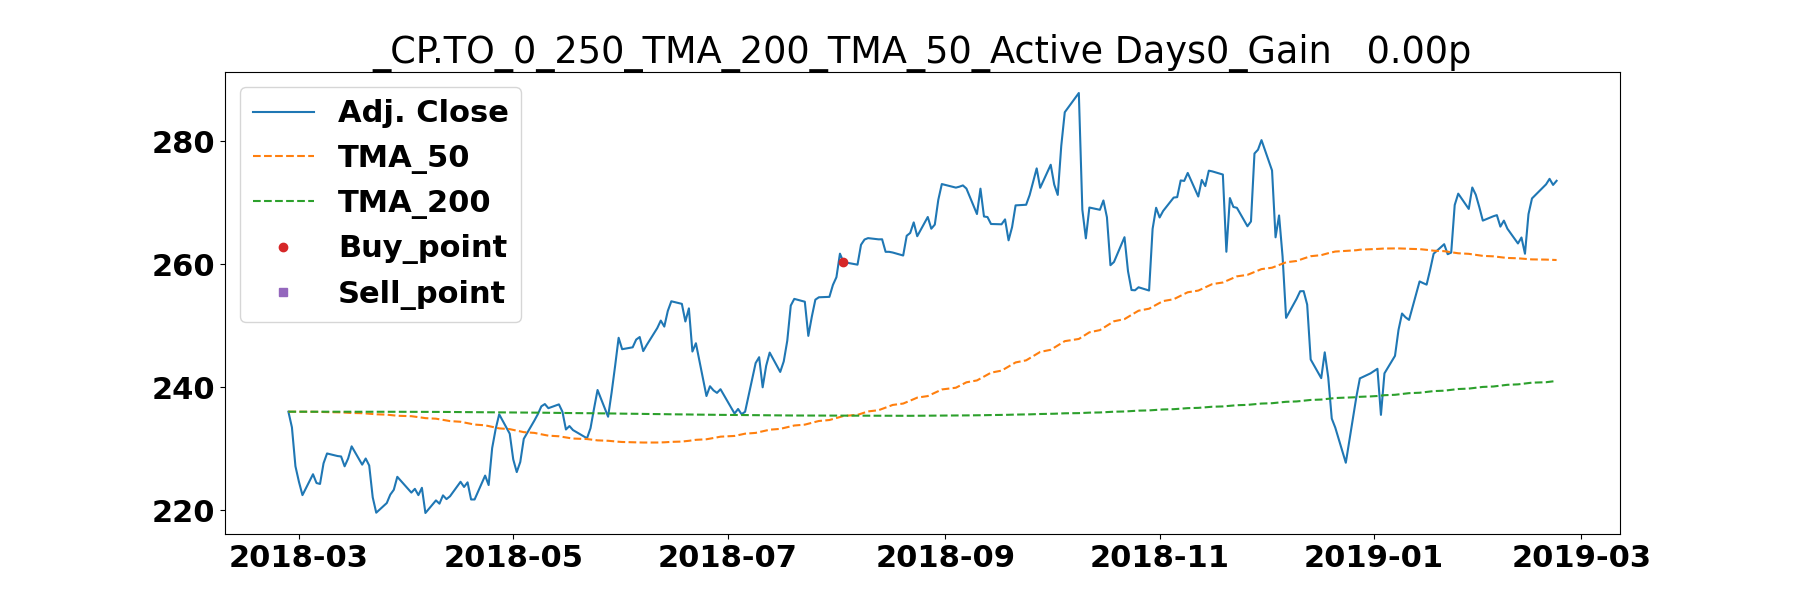 _CP.TO_0_250_TMA_200_TMA_50_Active Days0_Gain   0.00p
Adj. Close
TMA_50
TMA_200
Buy_point
Sell_point
280
260
240
220
2018-03 2018-05 2018-07 2018-09 2018-11 2019-01 2019-03